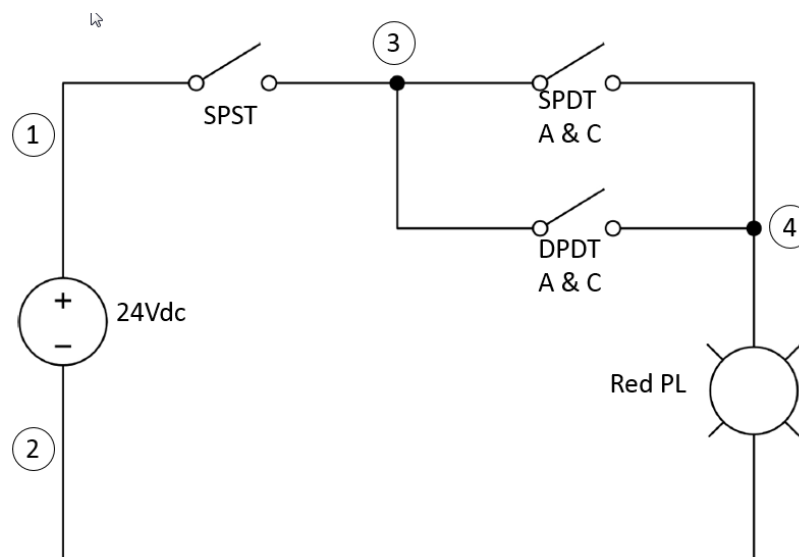 3
SPST
SPDT
A & C
1
4
DPDT
A & C
+
24Vdc
−
Red PL
2